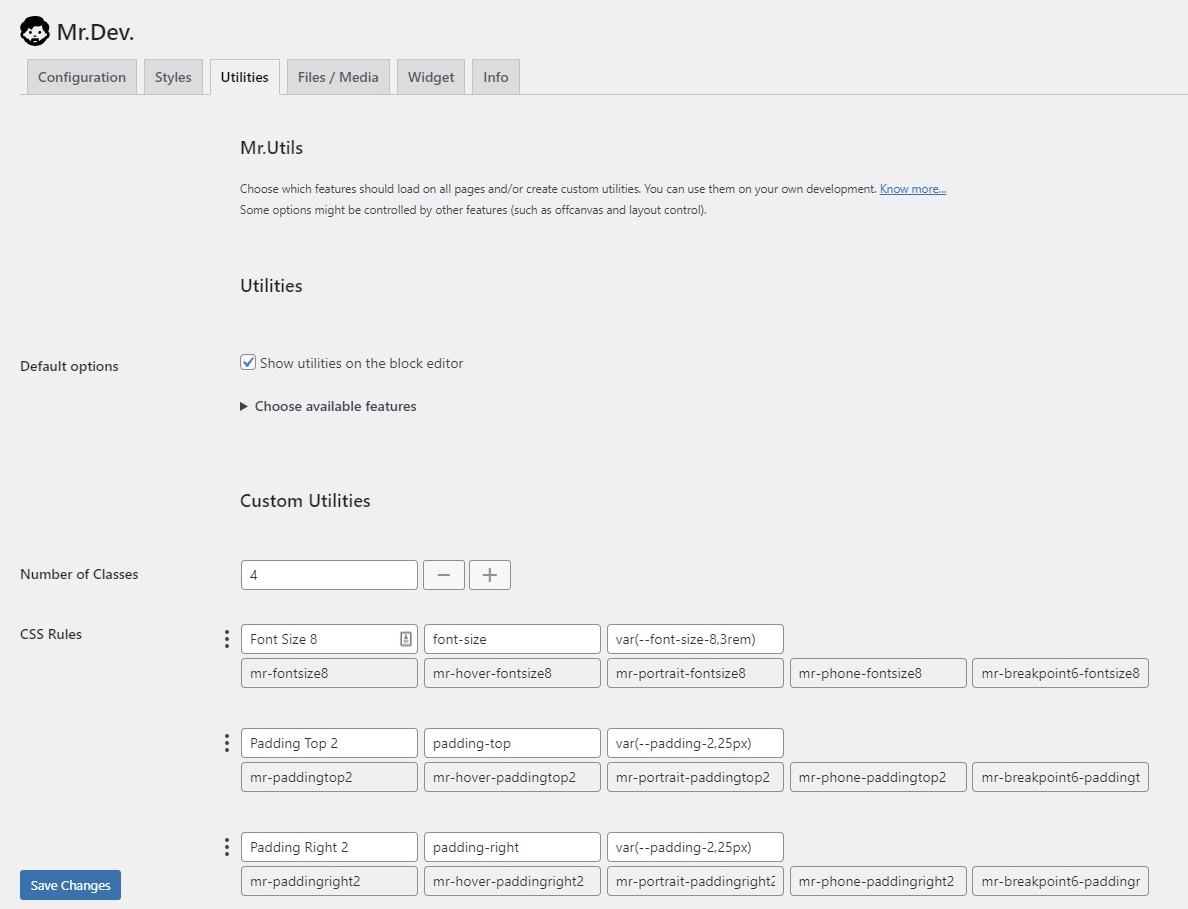 Mr.Dev.
Configuration Styles Utilities Files / Media Widget Info
Mr.Utils
Choose which features should load on all pages and/or create custom utilities. You can use them on your own development. Know more...
Some options might be controlled by other features (such as offcanvas and layout control).
Utilities
Default options Show utilities on the block editor
Choose available features
Custom Utilities
Number of Classes 4
CSS Rules Font Size 8 font-size var(--font-size-8,3rem)
mr-fontsize8 mr-hover-fontsize8 mr-portrait-fontsize8 mr-phone-fontsize8 mr-breakpoint6-fontsize8
Padding Top 2 padding-top var(--padding-2,25px)
mr-paddingtop2 mr-hover-paddingtop2 mr-portrait-paddingtop2 mr-phone-paddingtop2 mr-breakpoint6-paddingt
Padding Right 2 padding-right var(--padding-2,25px)
Save Changes mr-paddingright2 mr-hover-paddingright2 mr-portrait-paddingright2 mr-phone-paddingright2 mr-breakpoint6-paddingr